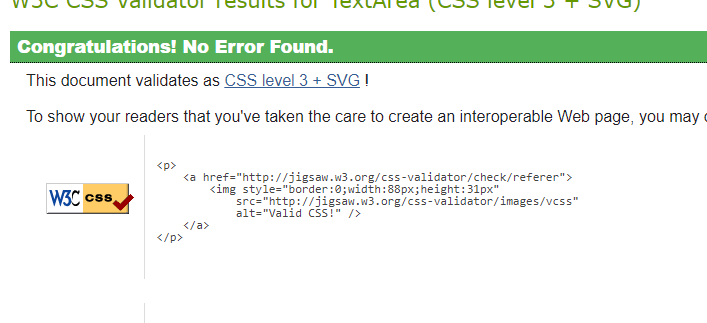 W3C CSS Validator results for TextArea (CSS level 3 + SVG)
Congratulations! No Error Found.
This document validates as CSS level 3 + SVG !
To show your readers that you've taken the care to create an interoperable Web page, you may
<p>
<a href="http://jigsaw.w3.org/css-validator/check/referer">
<img style="border:0;width:88px;height:31px"
src="http://jigsaw.w3.org/css-validator/images/vcss"
alt="Valid CSS!" />
</a>
</p>
W3C css